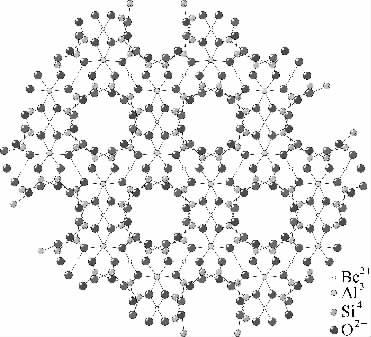 Be²⁺
Al³
Si⁴
O²⁻